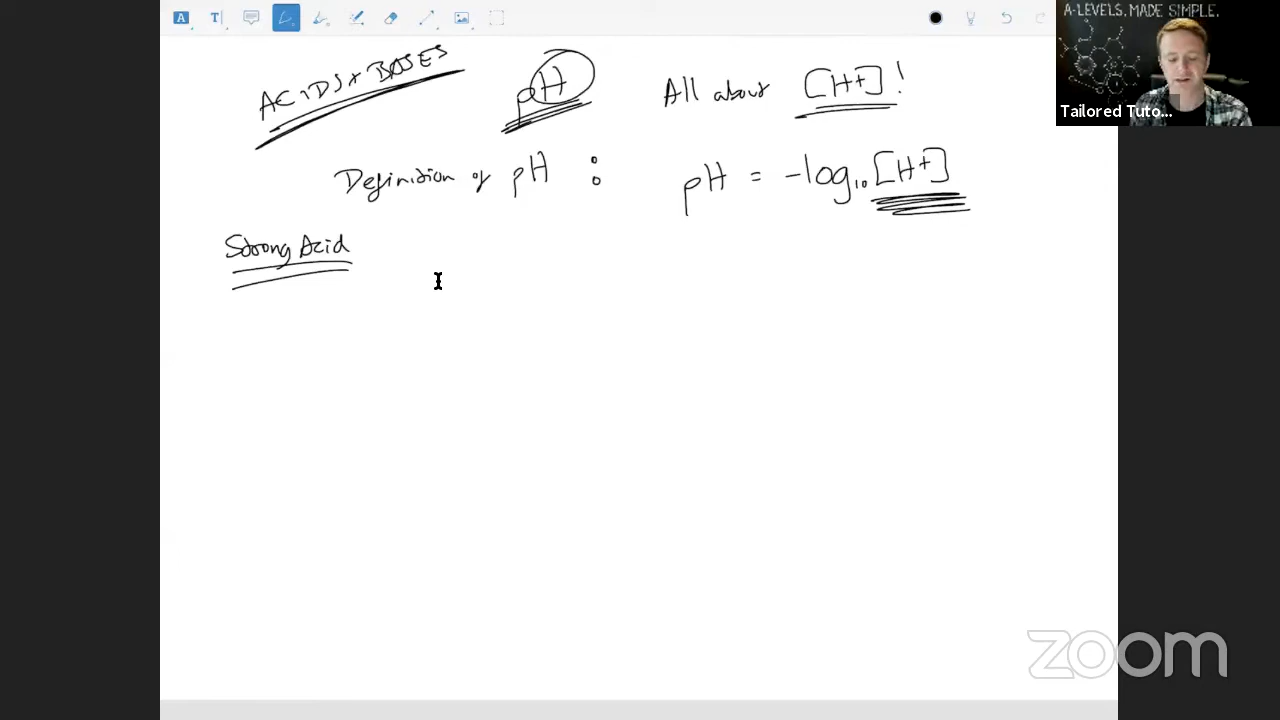 A-LEVELS. MADE SIMPLE.
ACIDS + BASES
pH
All about [H+]!
Tailored Tuto...
Definition of pH : pH = -log10 [H+]
Strong Acid
zoom